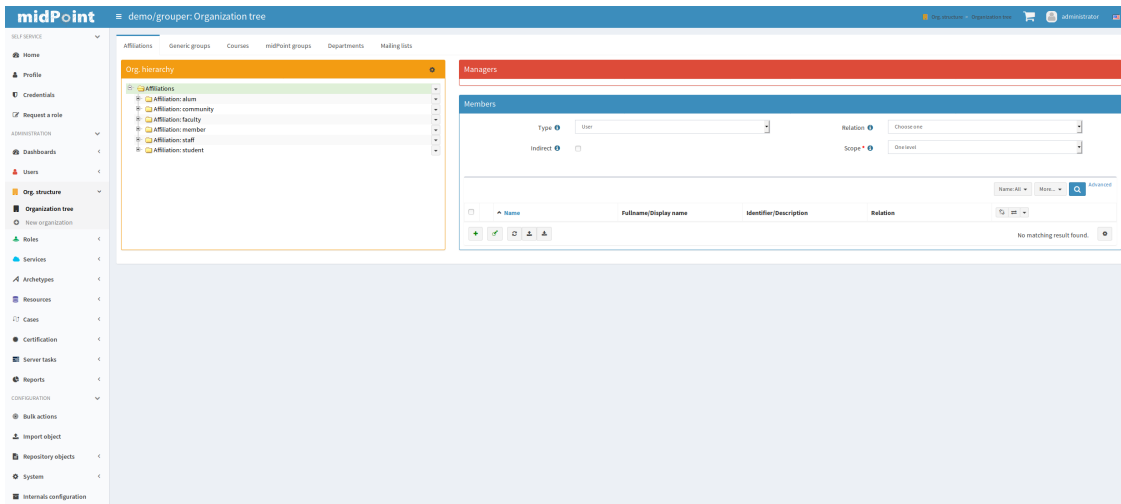 midPoint
demo/grouper: Organization tree
Org. structure
Organization tree
administrator
SELF SERVICE
Home
Profile
Credentials
Request a role
ADMINISTRATION
Dashboards
Users
Org. structure
Organization tree
New organization
Roles
Services
Archetypes
Resources
Cases
Certification
Server tasks
Reports
CONFIGURATION
Bulk actions
Import object
Repository objects
System
Internals configuration
Affiliations Generic groups Courses midPoint groups Departments Mailing lists
Org. hierarchy
Affiliations
Affiliation: alum
Affiliation: community
Affiliation: faculty
Affiliation: member
Affiliation: staff
Affiliation: student
Managers
Members
Type User Relation Choose one
Indirect Scope * One level
Name: All More... Advanced
Name Fullname/Display name Identifier/Description Relation
No matching result found.